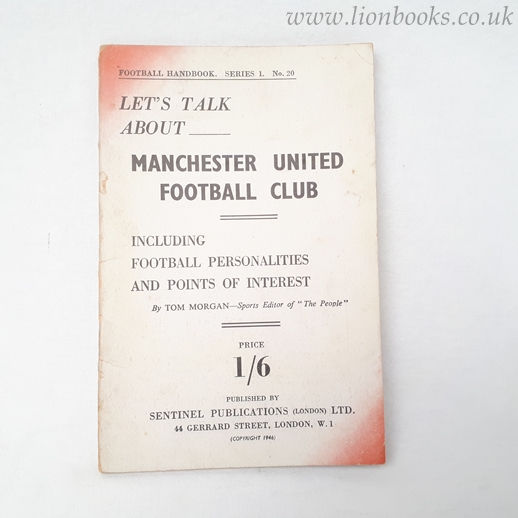 www.lionbooks.co.uk
FOOTBALL HANDBOOK. SERIES 1. No. 20
LET'S TALK
ABOUT
MANCHESTER UNITED
FOOTBALL CLUB
INCLUDING
FOOTBALL PERSONALITIES
AND POINTS OF INTEREST
By TOM MORGAN—Sports Editor of "The People"
PRICE
1/6
PUBLISHED BY
SENTINEL PUBLICATIONS (LONDON) LTD.
44 GERRARD STREET, LONDON, W. 1
(COPYRIGHT 1946)